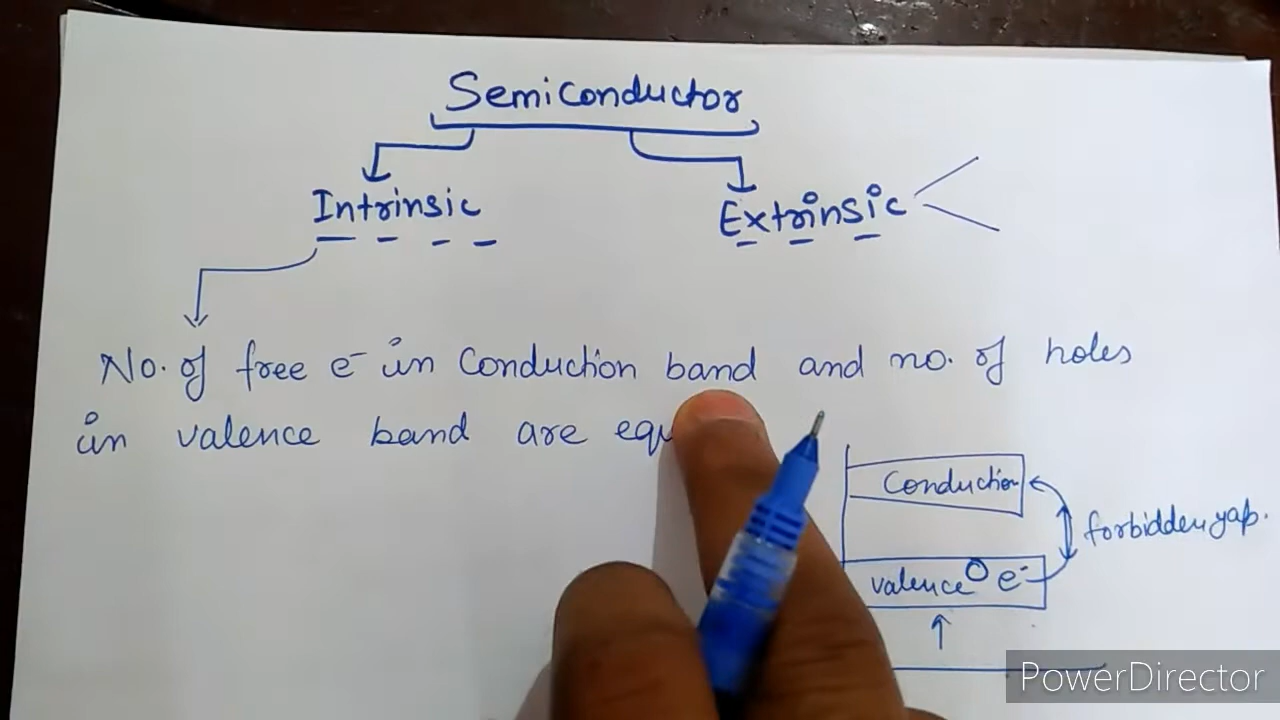 Semiconductor
Intrinsic
Extrinsic
No. of free e⁻ in Conduction band and no. of holes
in valence band are equ
Conduction
forbidden gap.
valence e⁻
PowerDirector